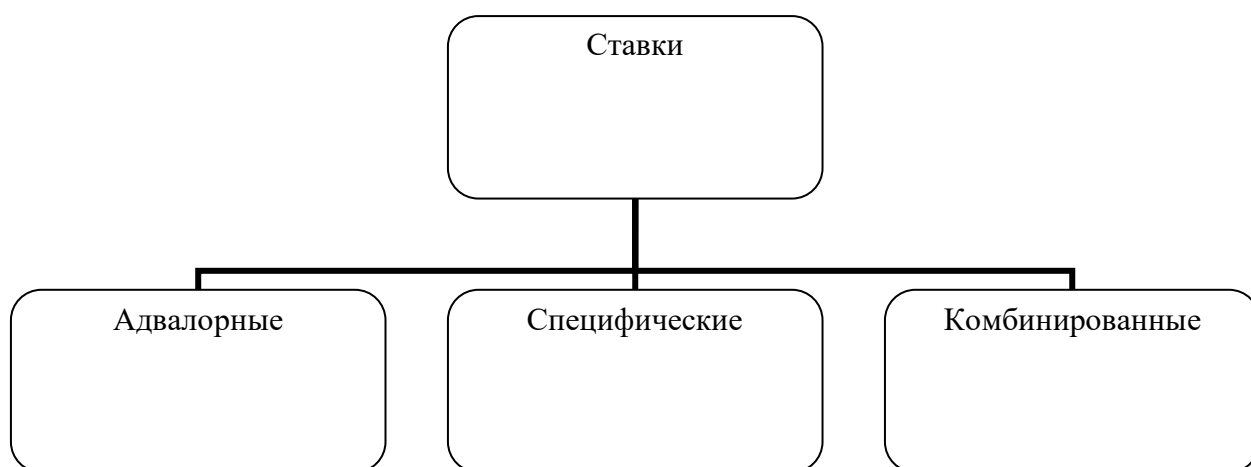 Ставки
Адвалорные
Специфические
Комбинированные